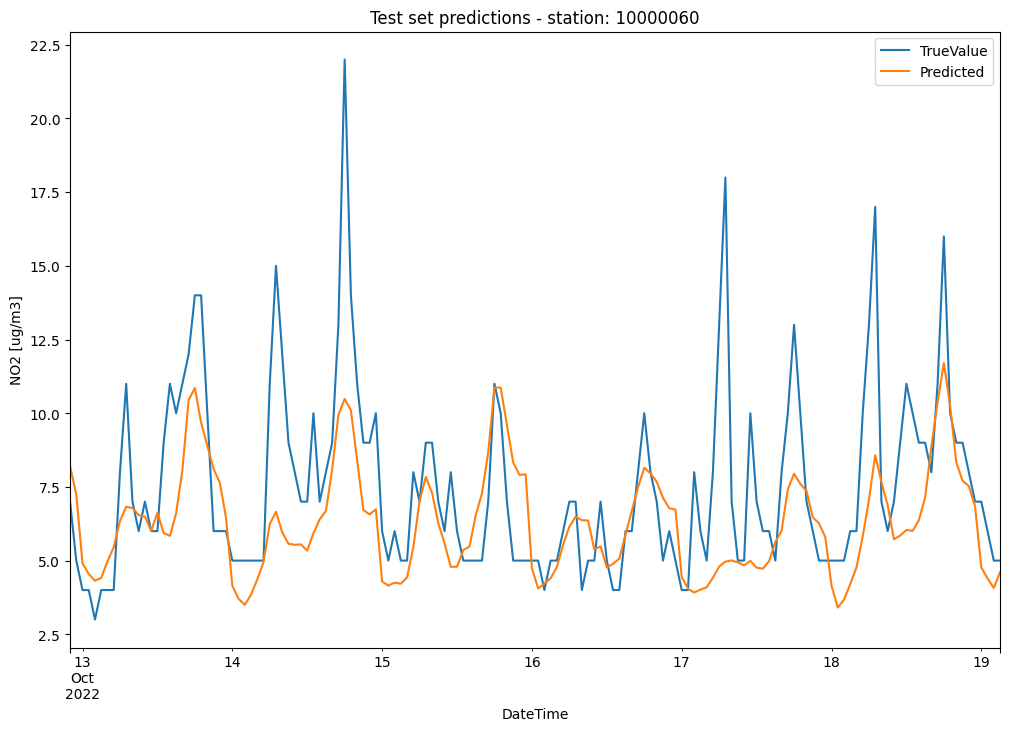 Test set predictions - station: 10000060
TrueValue
Predicted
NO2 [ug/m3]
22.5
20.0
17.5
15.0
12.5
10.0
7.5
5.0
2.5
13 14 15 16 17 18 19
Oct
2022
DateTime